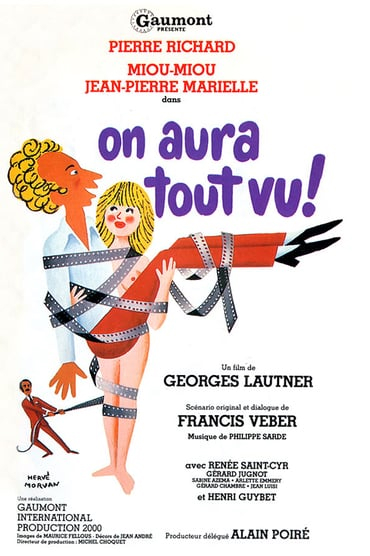 Gaumont
PRÉSENTE
PIERRE RICHARD
MIOU-MIOU
JEAN-PIERRE MARIELLE
dans
on aura
tout vu!
Un film de
GEORGES LAUTNER
Scénario original et dialogue de
FRANCIS VEBER
Musique de PHILIPPE SARDE
avec RENÉE SAINT-CYR
GÉRARD JUGNOT
SABINE AZEMA - ARLETTE EMMERY
GÉRARD CHAMBRE - JEAN LUISI
et HENRI GUYBET
HERVÉ
MORVAN
Une réalisation
GAUMONT
INTERNATIONAL
PRODUCTION 2000
Images de MAURICE FELLOUS - Décors de JEAN ANDRÉ
Directeur de production : MICHEL CHOQUET
Producteur délégué ALAIN POIRÉ